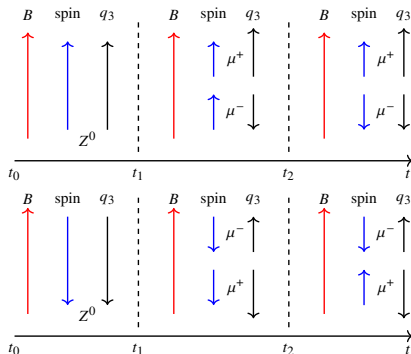 B spin q₃ B spin q₃ B spin q₃
μ⁺ μ⁺
μ⁻ μ⁻
Z⁰
t₀ t₁ t₂ t
B spin q₃ B spin q₃ B spin q₃
μ⁻ μ⁻
μ⁺ μ⁺
Z⁰
t₀ t₁ t₂ t